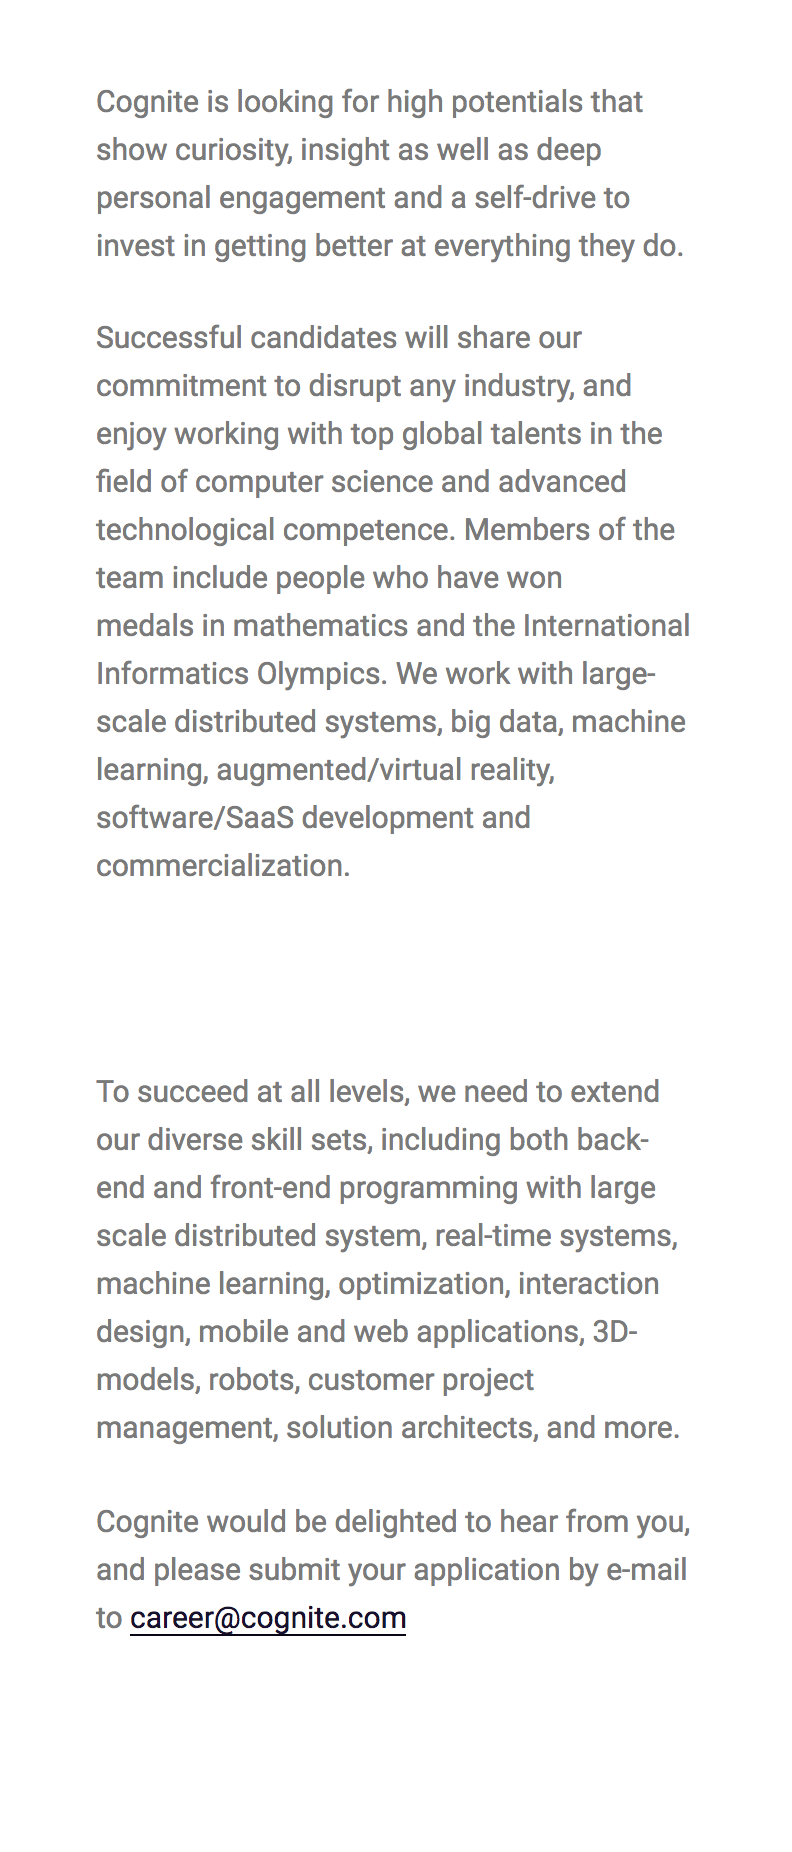 Cognite is looking for high potentials that
show curiosity, insight as well as deep
personal engagement and a self-drive to
invest in getting better at everything they do.
Successful candidates will share our
commitment to disrupt any industry, and
enjoy working with top global talents in the
field of computer science and advanced
technological competence. Members of the
team include people who have won
medals in mathematics and the International
Informatics Olympics. We work with large-
scale distributed systems, big data, machine
learning, augmented/virtual reality,
software/SaaS development and
commercialization.
To succeed at all levels, we need to extend
our diverse skill sets, including both back-
end and front-end programming with large
scale distributed system, real-time systems,
machine learning, optimization, interaction
design, mobile and web applications, 3D-
models, robots, customer project
management, solution architects, and more.
Cognite would be delighted to hear from you,
and please submit your application by e-mail
to career@cognite.com